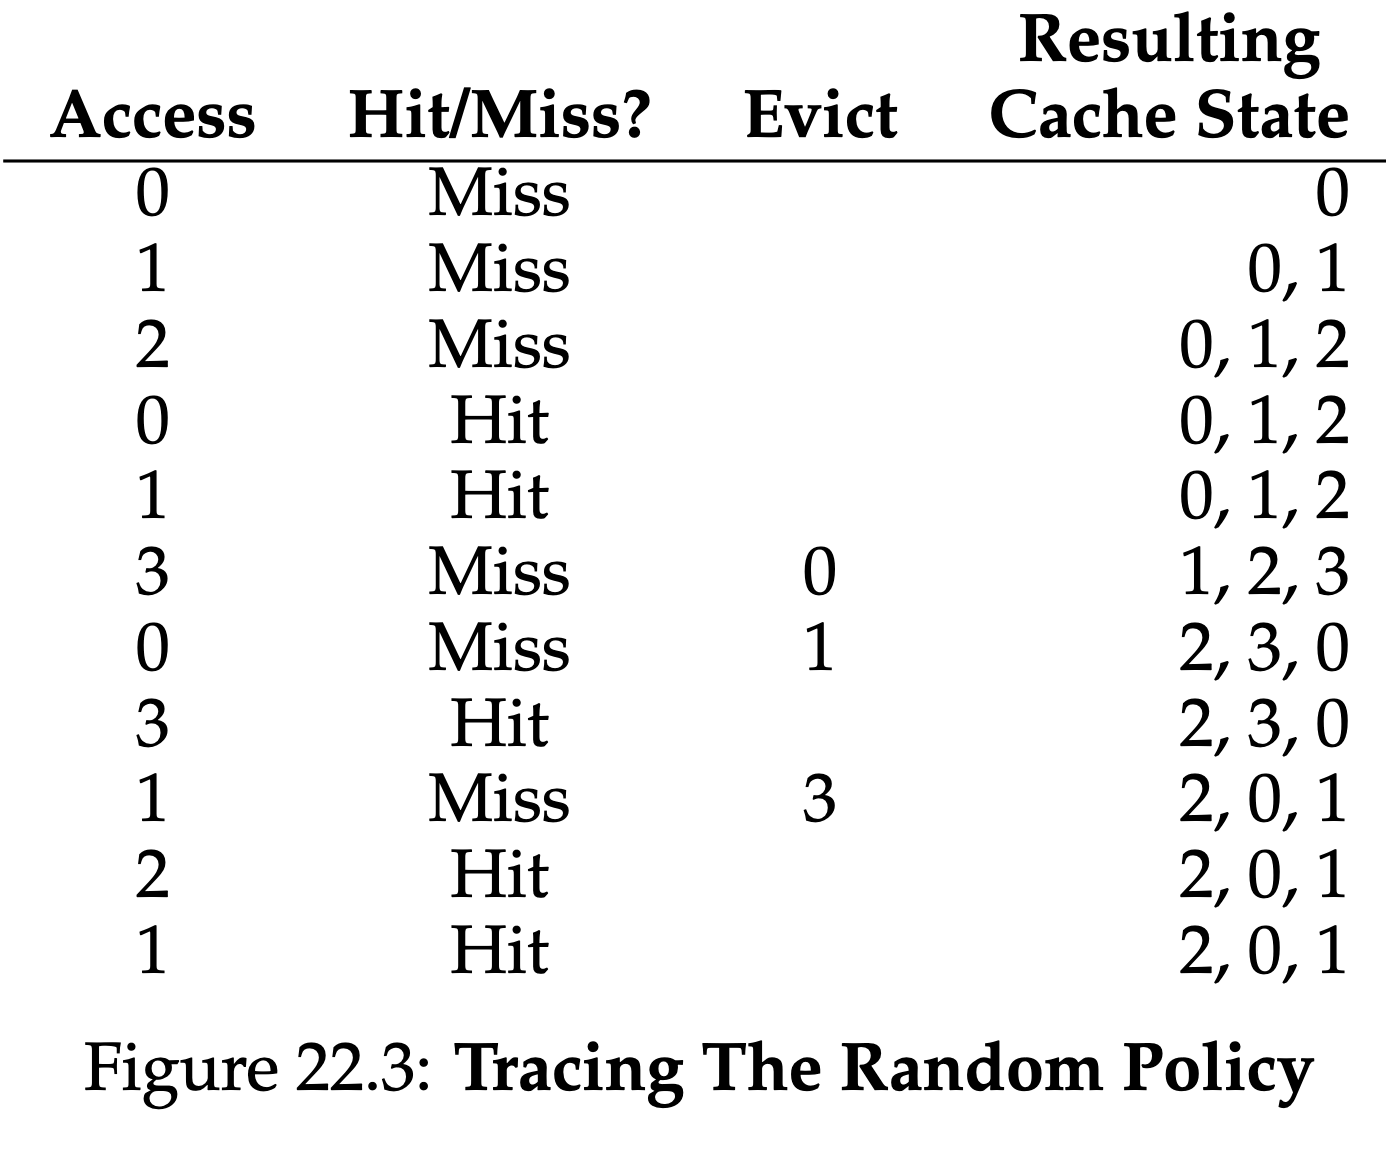 Resulting
Access Hit/Miss? Evict Cache State
0 Miss 0
1 Miss 0, 1
2 Miss 0, 1, 2
0 Hit 0, 1, 2
1 Hit 0, 1, 2
3 Miss 0 1, 2, 3
0 Miss 1 2, 3, 0
3 Hit 2, 3, 0
1 Miss 3 2, 0, 1
2 Hit 2, 0, 1
1 Hit 2, 0, 1
Figure 22.3: Tracing The Random Policy